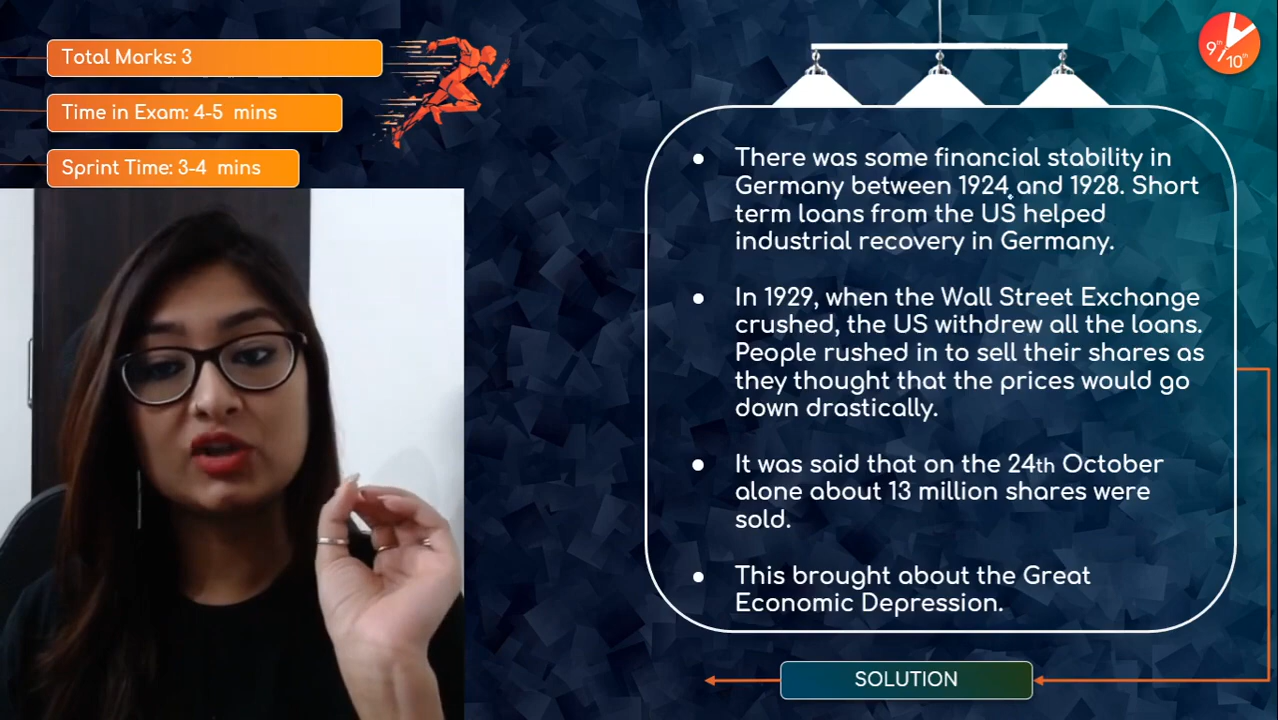 Total Marks: 3
Time in Exam: 4-5 mins
Sprint Time: 3-4 mins
9th
10th
There was some financial stability in
Germany between 1924 and 1928. Short
term loans from the US helped
industrial recovery in Germany.
In 1929, when the Wall Street Exchange
crushed, the US withdrew all the loans.
People rushed in to sell their shares as
they thought that the prices would go
down drastically.
It was said that on the 24th October
alone about 13 million shares were
sold.
This brought about the Great
Economic Depression.
SOLUTION